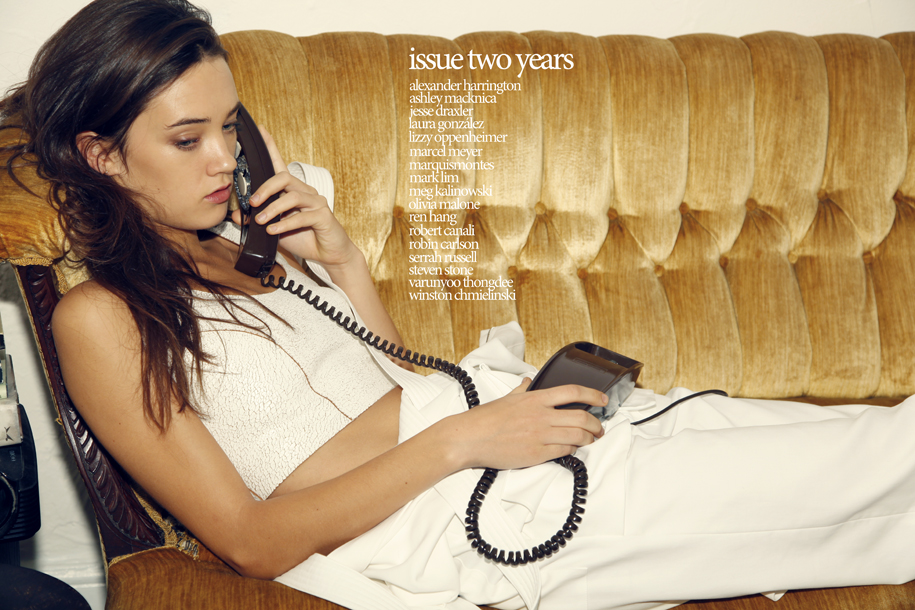 issue two years
alexander harrington
ashley macknica
jesse draxler
laura gonzález
lizzy oppenheimer
marcel meyer
marquismontes
mark lim
meg kalinowski
olivia malone
ren hang
robert canali
robin carlson
serrah russell
steven stone
varunyoo thongdee
winston chmielinski